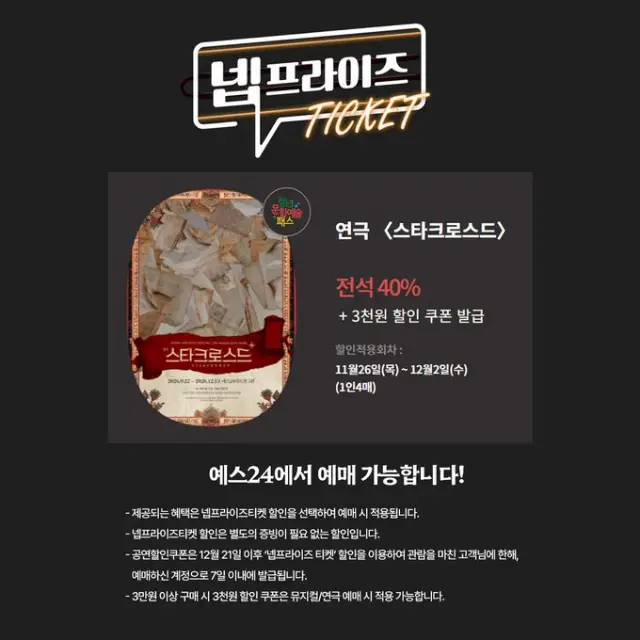 넵프라이즈
TICKET
청년
문화예술
패스
연극 〈스타크로스드〉
전석 40%
+ 3천원 할인 쿠폰 발급
할인적용회차 :
11월26일(목) ~ 12월2일(수)
(1인4매)
스타크로스드
예스24에서 예매 가능합니다!
- 제공되는 혜택은 넵프라이즈티켓 할인을 선택하여 예매 시 적용됩니다.
- 넵프라이즈티켓 할인은 별도의 증빙이 필요 없는 할인입니다.
- 공연할인쿠폰은 12월 21일 이후 ‘넵프라이즈 티켓’ 할인을 이용하여 관람을 마친 고객님에 한해,
예매하신 계정으로 7일 이내에 발급됩니다.
- 3만원 이상 구매 시 3천원 할인 쿠폰은 뮤지컬/연극 예매 시 적용 가능합니다.